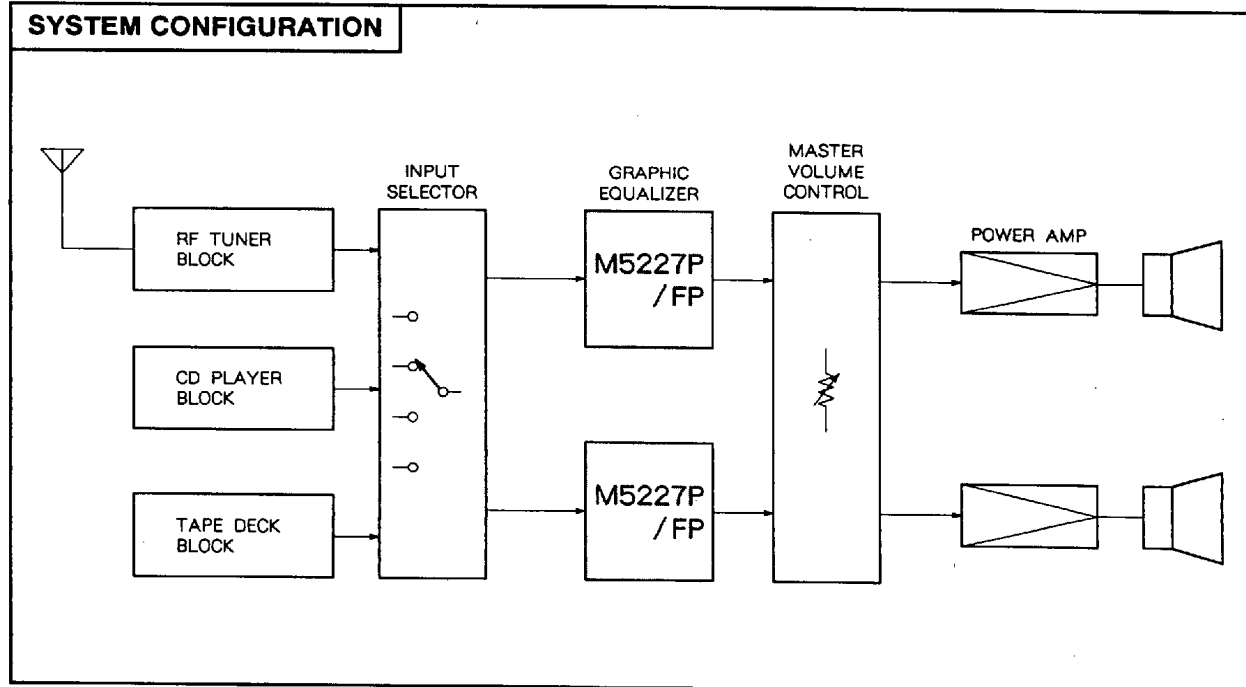 SYSTEM CONFIGURATION
INPUT
SELECTOR
GRAPHIC
EQUALIZER
MASTER
VOLUME
CONTROL
RF TUNER
BLOCK
M5227P
/FP
POWER AMP
CD PLAYER
BLOCK
M5227P
/FP
TAPE DECK
BLOCK